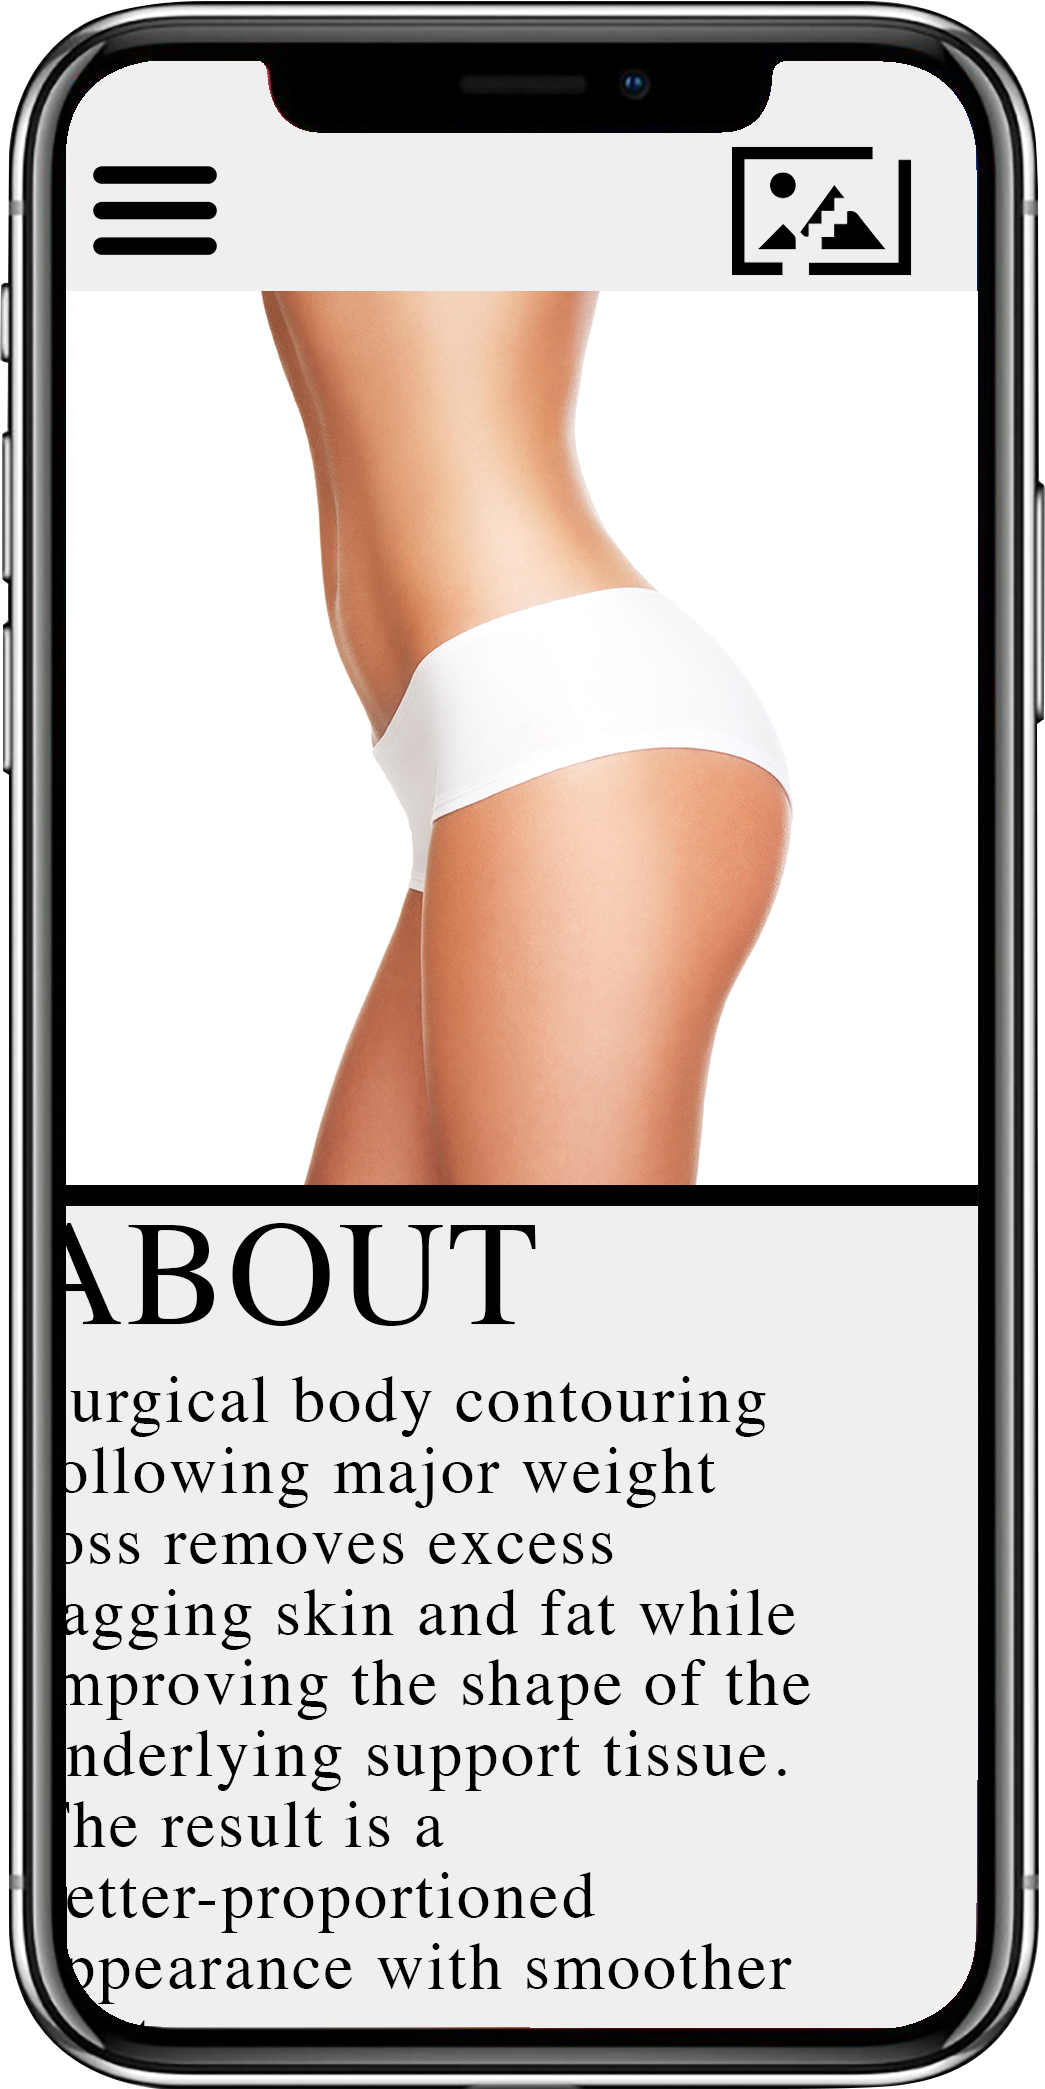 ABOUT
urgical body contouring
ollowing major weight
oss removes excess
agging skin and fat while
mproving the shape of the
nderlying support tissue.
The result is a
etter-proportioned
ppearance with smoother